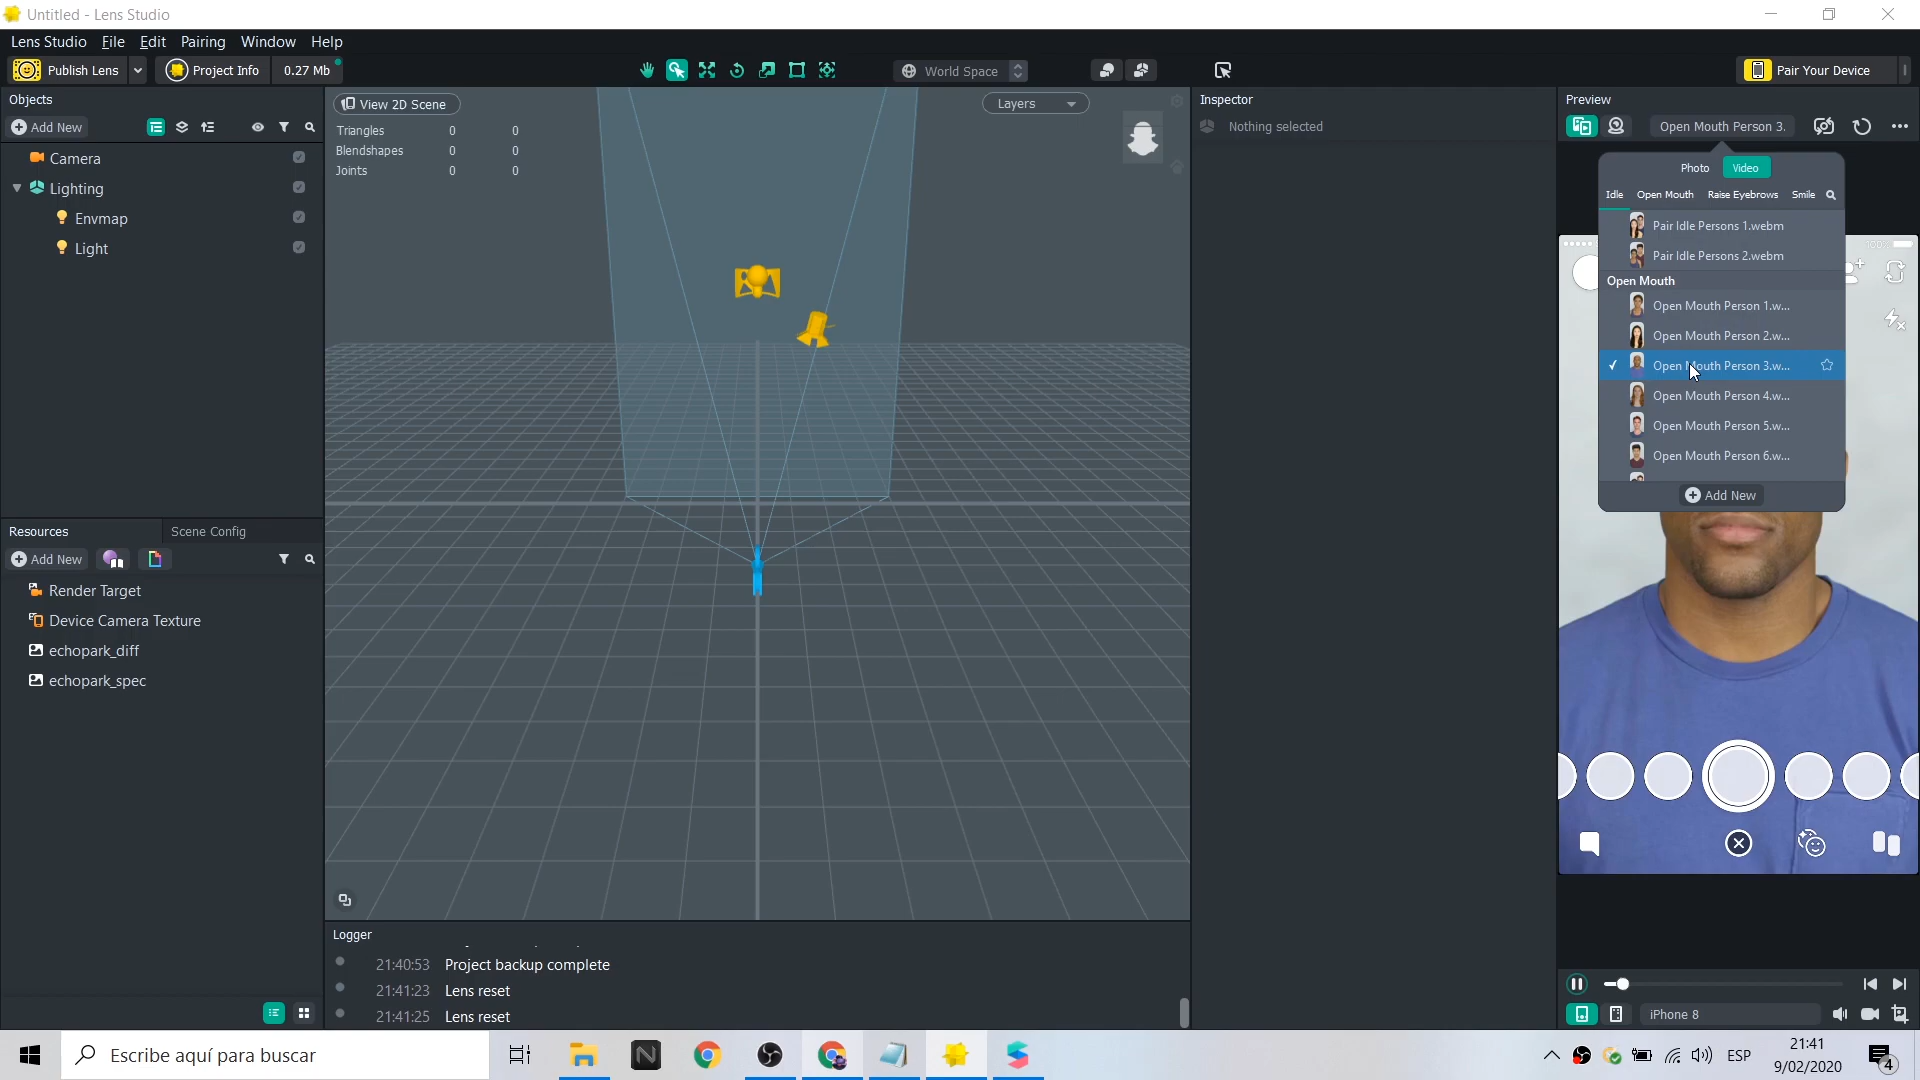 Untitled - Lens Studio
Lens Studio File Edit Pairing Window Help
Publish Lens Project Info 0.27 Mb World Space Pair Your Device
Objects
Add New
Camera
Lighting
Envmap
Light
Resources Scene Config
Add New
Render Target
Device Camera Texture
echopark_diff
echopark_spec
View 2D Scene Layers
Triangles 0 0
Blendshapes 0 0
Joints 0 0
Logger
21:40:53 Project backup complete
21:41:23 Lens reset
21:41:25 Lens reset
Inspector
Nothing selected
Preview
Open Mouth Person 3.
Photo Video
Idle Open Mouth Raise Eyebrows Smile
Pair Idle Persons 1.webm
Pair Idle Persons 2.webm
Open Mouth
Open Mouth Person 1.w...
Open Mouth Person 2.w...
Open Mouth Person 3.w...
Open Mouth Person 4.w...
Open Mouth Person 5.w...
Open Mouth Person 6.w...
Add New
iPhone 8
Escribe aquí para buscar
ESP
21:41
9/02/2020
4